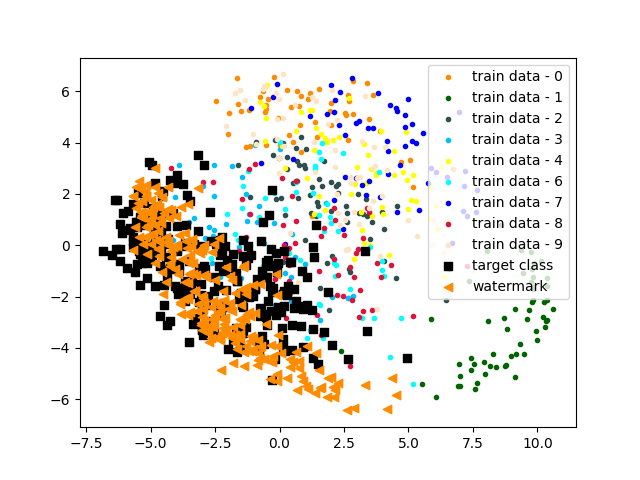 train data - 0
train data - 1
train data - 2
train data - 3
train data - 4
train data - 6
train data - 7
train data - 8
train data - 9
target class
watermark
6
4
2
0
−2
−4
−6
−7.5 −5.0 −2.5 0.0 2.5 5.0 7.5 10.0